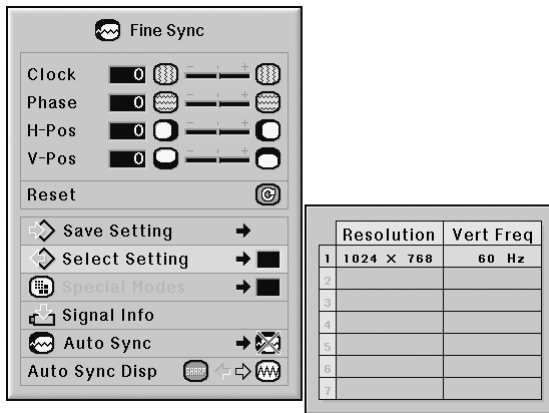 Fine Sync
Clock 0 - +
Phase 0 - +
H-Pos 0 - +
V-Pos 0 - +
Reset
Save Setting
Select Setting
Special Modes
Signal Info
Auto Sync
Auto Sync Disp SHARP
Resolution Vert Freq
1 1024 × 768 60 Hz
2
3
4
5
6
7